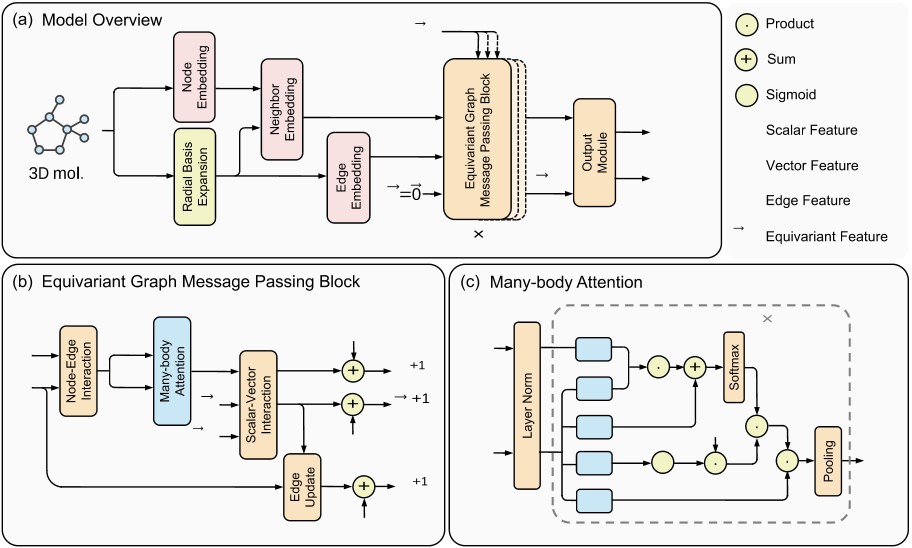 (a) Model Overview
3D mol.
Node
Embedding
Radial Basis
Expansion
Neighbor
Embedding
Edge
Embedding
→
→ →
=0
Equivariant Graph
Message Passing Block
×
→
Output
Module
· Product
+ Sum
Sigmoid
Scalar Feature
Vector Feature
Edge Feature
→ Equivariant Feature
(b) Equivariant Graph Message Passing Block
Node-Edge
Interaction
Many-body
Attention
→
→
Scalar-Vector
Interaction
Edge
Update
+
+
+
+1
→ +1
+1
(c) Many-body Attention
×
Layer Norm
·
+
Softmax
·
·
·
Pooling